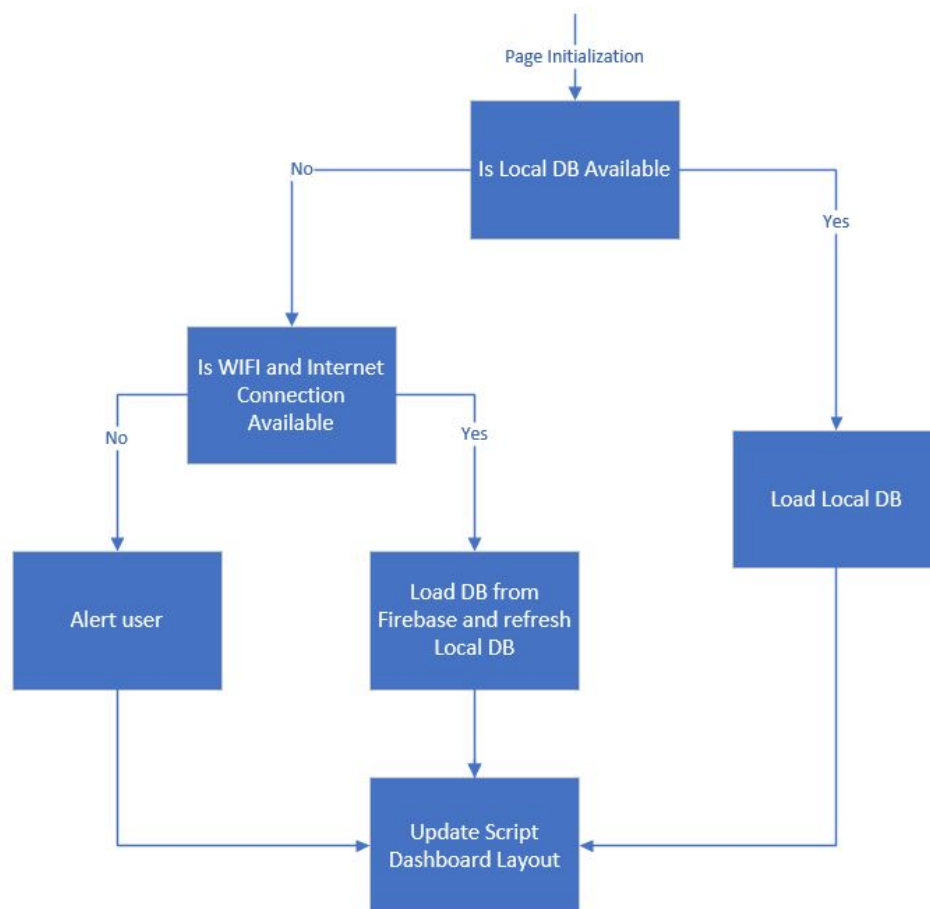 Page Initialization
Is Local DB Available
No
Yes
Is WIFI and Internet
Connection
Available
No
Yes
Load Local DB
Alert user
Load DB from
Firebase and refresh
Local DB
Update Script
Dashboard Layout